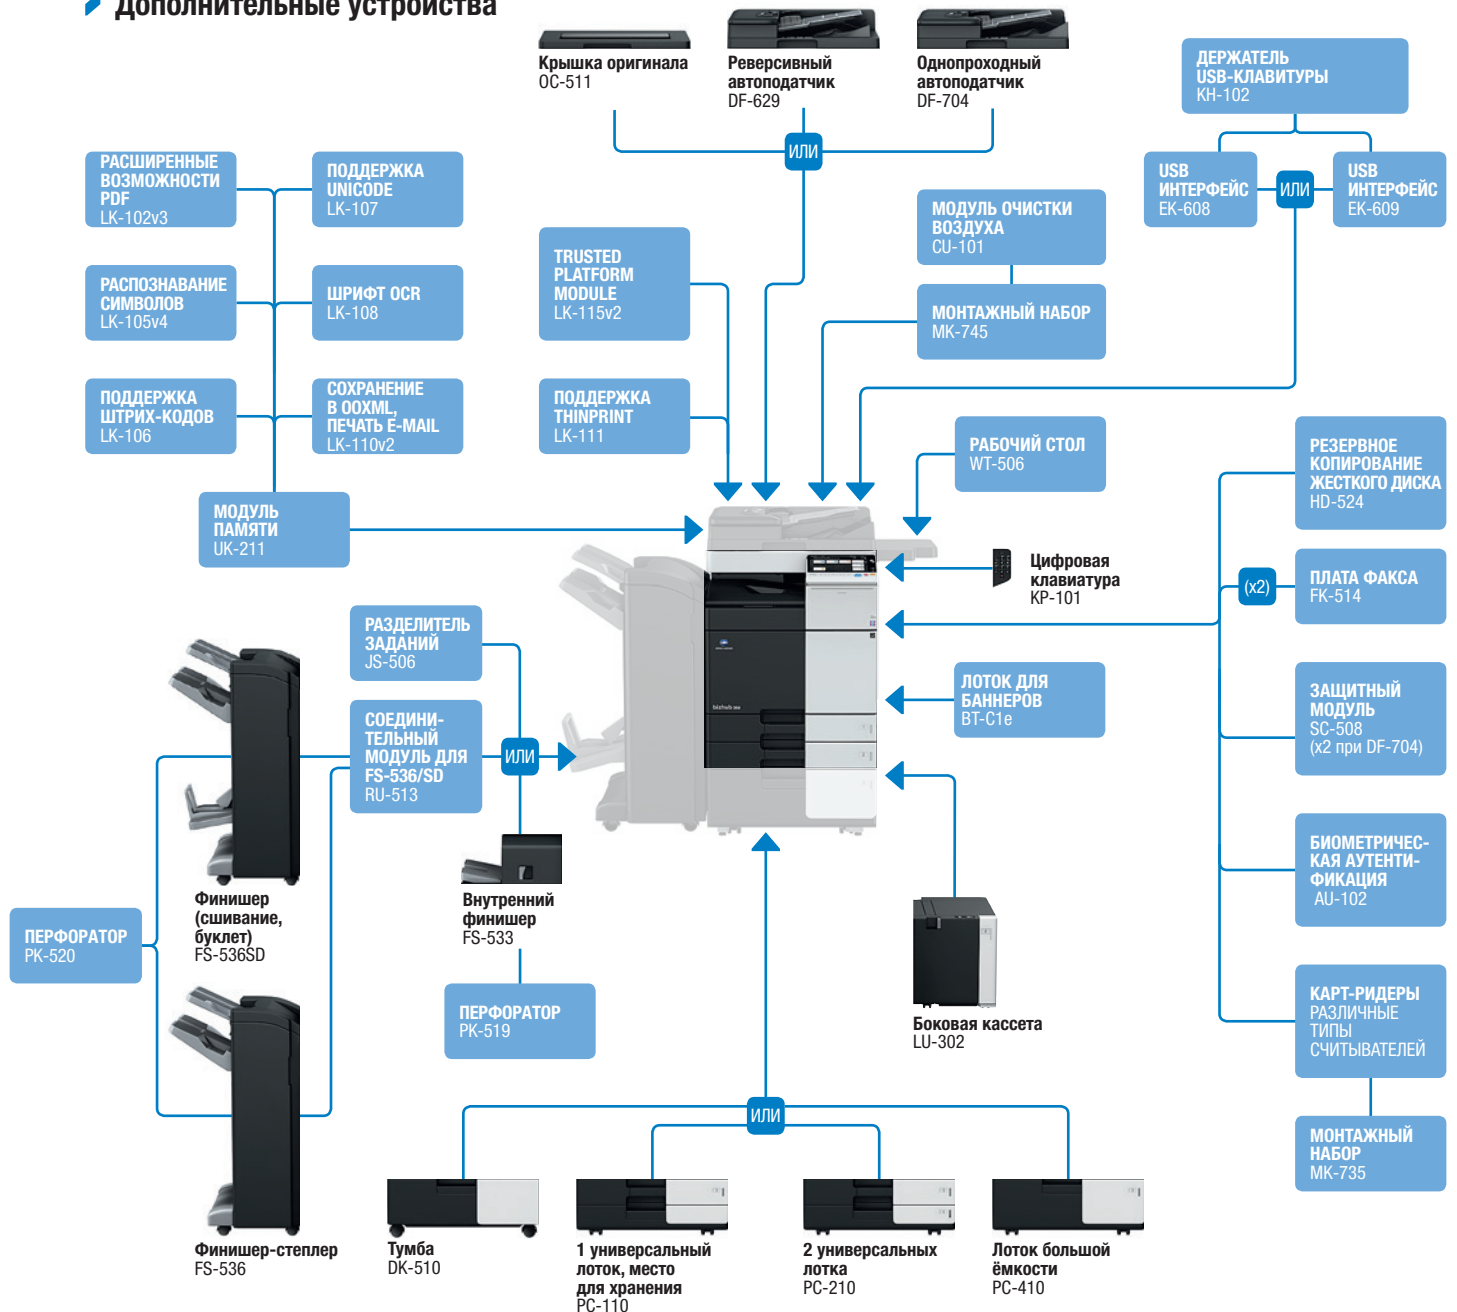 Дополнительные устройства
Крышка оригинала
OC-511
Реверсивный
автоподатчик
DF-629
Однопроходный
автоподатчик
DF-704
ИЛИ
ДЕРЖАТЕЛЬ
USB-КЛАВИТУРЫ
KH-102
USB
ИНТЕРФЕЙС
EK-608
ИЛИ
USB
ИНТЕРФЕЙС
EK-609
РАСШИРЕННЫЕ
ВОЗМОЖНОСТИ
PDF
LK-102v3
ПОДДЕРЖКА
UNICODE
LK-107
РАСПОЗНАВАНИЕ
СИМВОЛОВ
LK-105v4
ШРИФТ OCR
LK-108
ПОДДЕРЖКА
ШТРИХ-КОДОВ
LK-106
СОХРАНЕНИЕ
В OOXML,
ПЕЧАТЬ E-MAIL
LK-110v2
МОДУЛЬ
ПАМЯТИ
UK-211
TRUSTED
PLATFORM
MODULE
LK-115v2
ПОДДЕРЖКА
THINPRINT
LK-111
МОДУЛЬ ОЧИСТКИ
ВОЗДУХА
CU-101
МОНТАЖНЫЙ НАБОР
MK-745
РАБОЧИЙ СТОЛ
WT-506
Цифровая
клавиатура
KP-101
ЛОТОК ДЛЯ
БАННЕРОВ
BT-C1e
РЕЗЕРВНОЕ
КОПИРОВАНИЕ
ЖЕСТКОГО ДИСКА
HD-524
(x2)
ПЛАТА ФАКСА
FK-514
ЗАЩИТНЫЙ
МОДУЛЬ
SC-508
(x2 при DF-704)
БИОМЕТРИЧЕС-
КАЯ АУТЕНТИ-
ФИКАЦИЯ
AU-102
КАРТ-РИДЕРЫ
РАЗЛИЧНЫЕ
ТИПЫ
СЧИТЫВАТЕЛЕЙ
МОНТАЖНЫЙ
НАБОР
MK-735
РАЗДЕЛИТЕЛЬ
ЗАДАНИЙ
JS-506
СОЕДИНИ-
ТЕЛЬНЫЙ
МОДУЛЬ ДЛЯ
FS-536/SD
RU-513
ИЛИ
bizhub
Внутренний
финишер
FS-533
ПЕРФОРАТОР
PK-519
Финишер
(сшивание,
буклет)
FS-536SD
ПЕРФОРАТОР
PK-520
Финишер-степлер
FS-536
Боковая кассета
LU-302
ИЛИ
Тумба
DK-510
1 универсальный
лоток, место
для хранения
PC-110
2 универсальных
лотка
PC-210
Лоток большой
ёмкости
PC-410